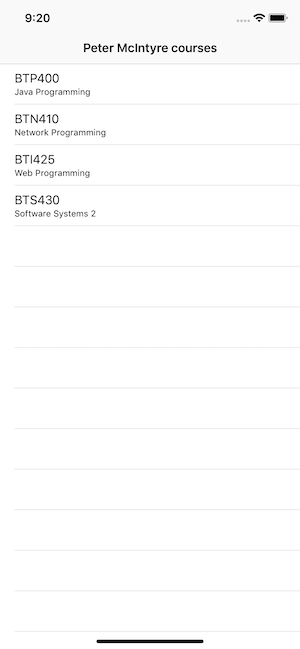 9:20
Peter McIntyre courses
BTP400
Java Programming
BTN410
Network Programming
BTI425
Web Programming
BTS430
Software Systems 2